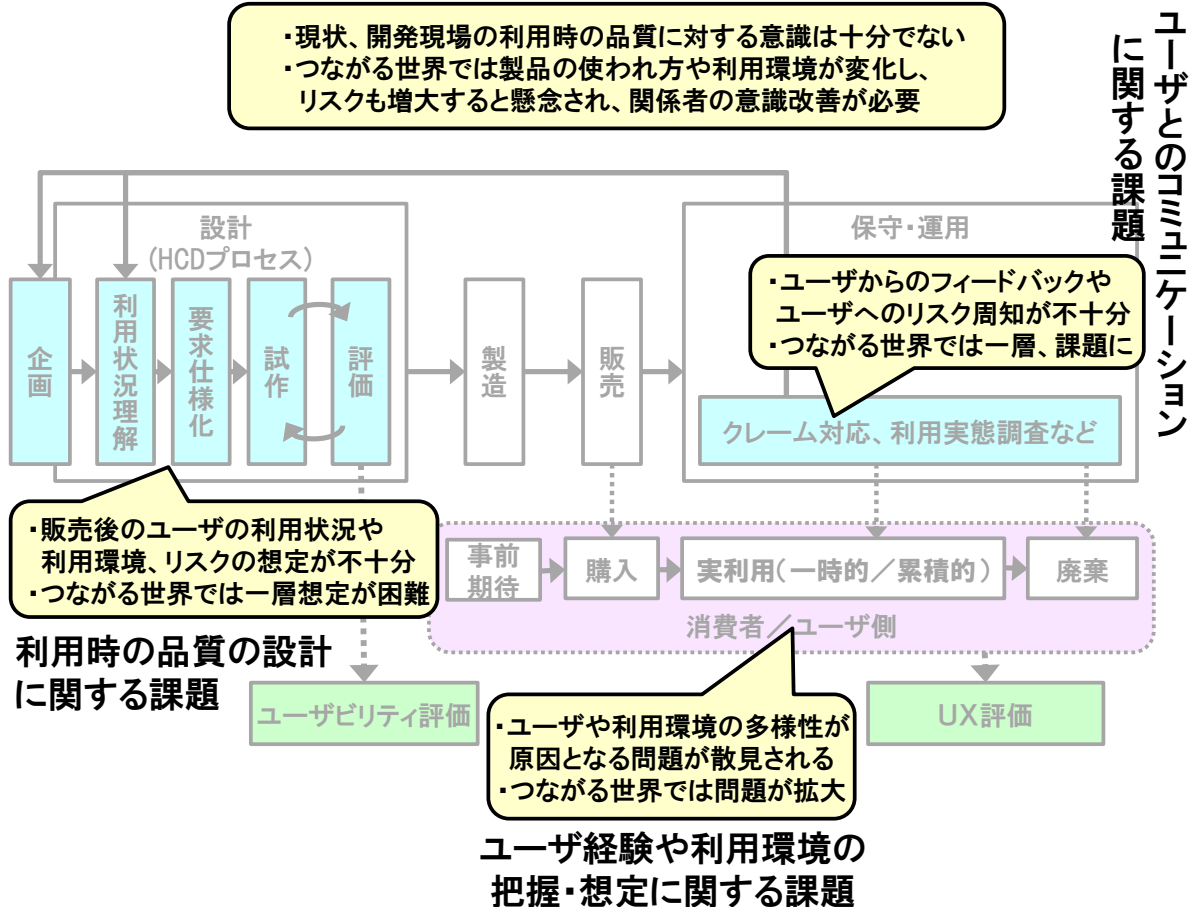 ・現状、開発現場の利用時の品質に対する意識は十分でない
・つながる世界では製品の使われ方や利用環境が変化し、
リスクも増大すると懸念され、関係者の意識改善が必要
ユーザとのコミュニケーション
に関する課題
設計
(HCDプロセス)
保守・運用
企画
利用状況理解
要求仕様化
試作
評価
製造
販売
・ユーザからのフィードバックや
ユーザへのリスク周知が不十分
・つながる世界では一層、課題に
クレーム対応、利用実態調査など
・販売後のユーザの利用状況や
利用環境、リスクの想定が不十分
・つながる世界では一層想定が困難
事前
期待
購入
実利用(一時的／累積的)
廃棄
消費者／ユーザ側
利用時の品質の設計
に関する課題
ユーザビリティ評価
UX評価
・ユーザや利用環境の多様性が
原因となる問題が散見される
・つながる世界では問題が拡大
ユーザ経験や利用環境の
把握・想定に関する課題